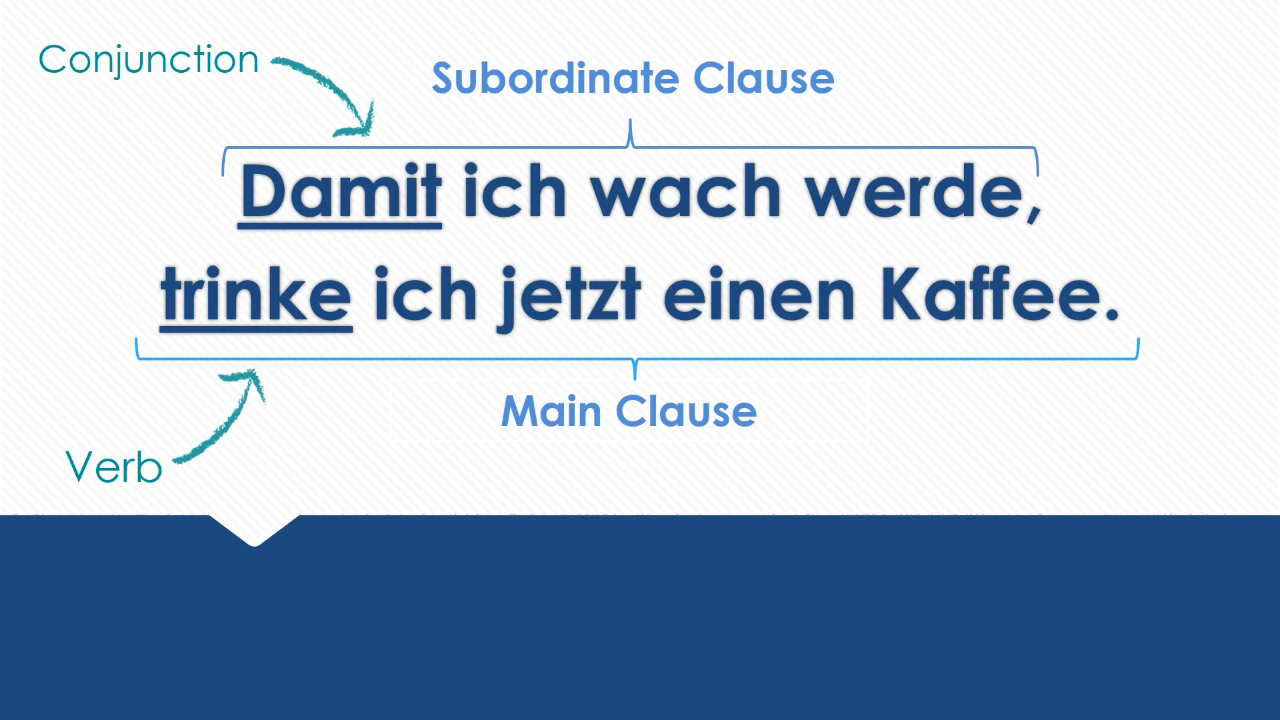 Conjunction
Subordinate Clause
Damit ich wach werde,
trinke ich jetzt einen Kaffee.
Main Clause
Verb